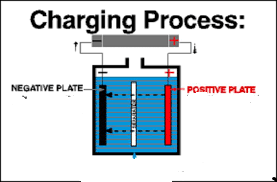 Charging Process:
− +
− +
NEGATIVE PLATE
POSITIVE PLATE